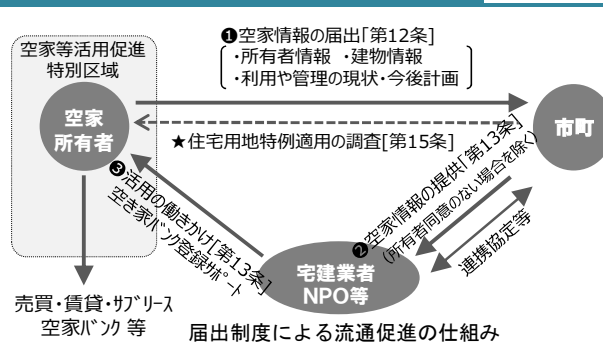 ❶空家情報の届出「第12条]
・所有者情報 ・建物情報
・利用や管理の現状・今後計画
空家等活用促進
特別区域
空家
所有者
市町
★住宅用地特例適用の調査[第15条]
❷空家情報の提供「第13条]
(所有者同意のない場合を除く)
❸活用の働きかけ[第13条]
空き家バンク登録サポート
連携協定等
宅建業者
NPO等
売買・賃貸・サブリース
空家バンク 等
届出制度による流通促進の仕組み